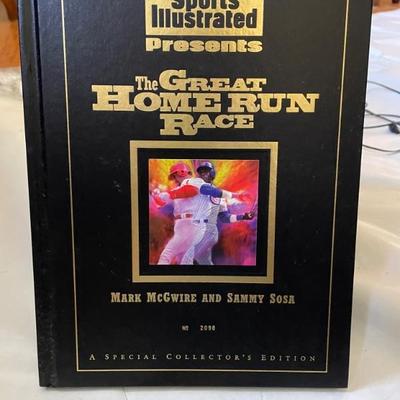 Sports
Illustrated
Presents
The GREAT
HOME RUN
RACE
MARK MCGWIRE AND SAMMY SOSA
Nº 2098
A SPECIAL COLLECTOR'S EDITION